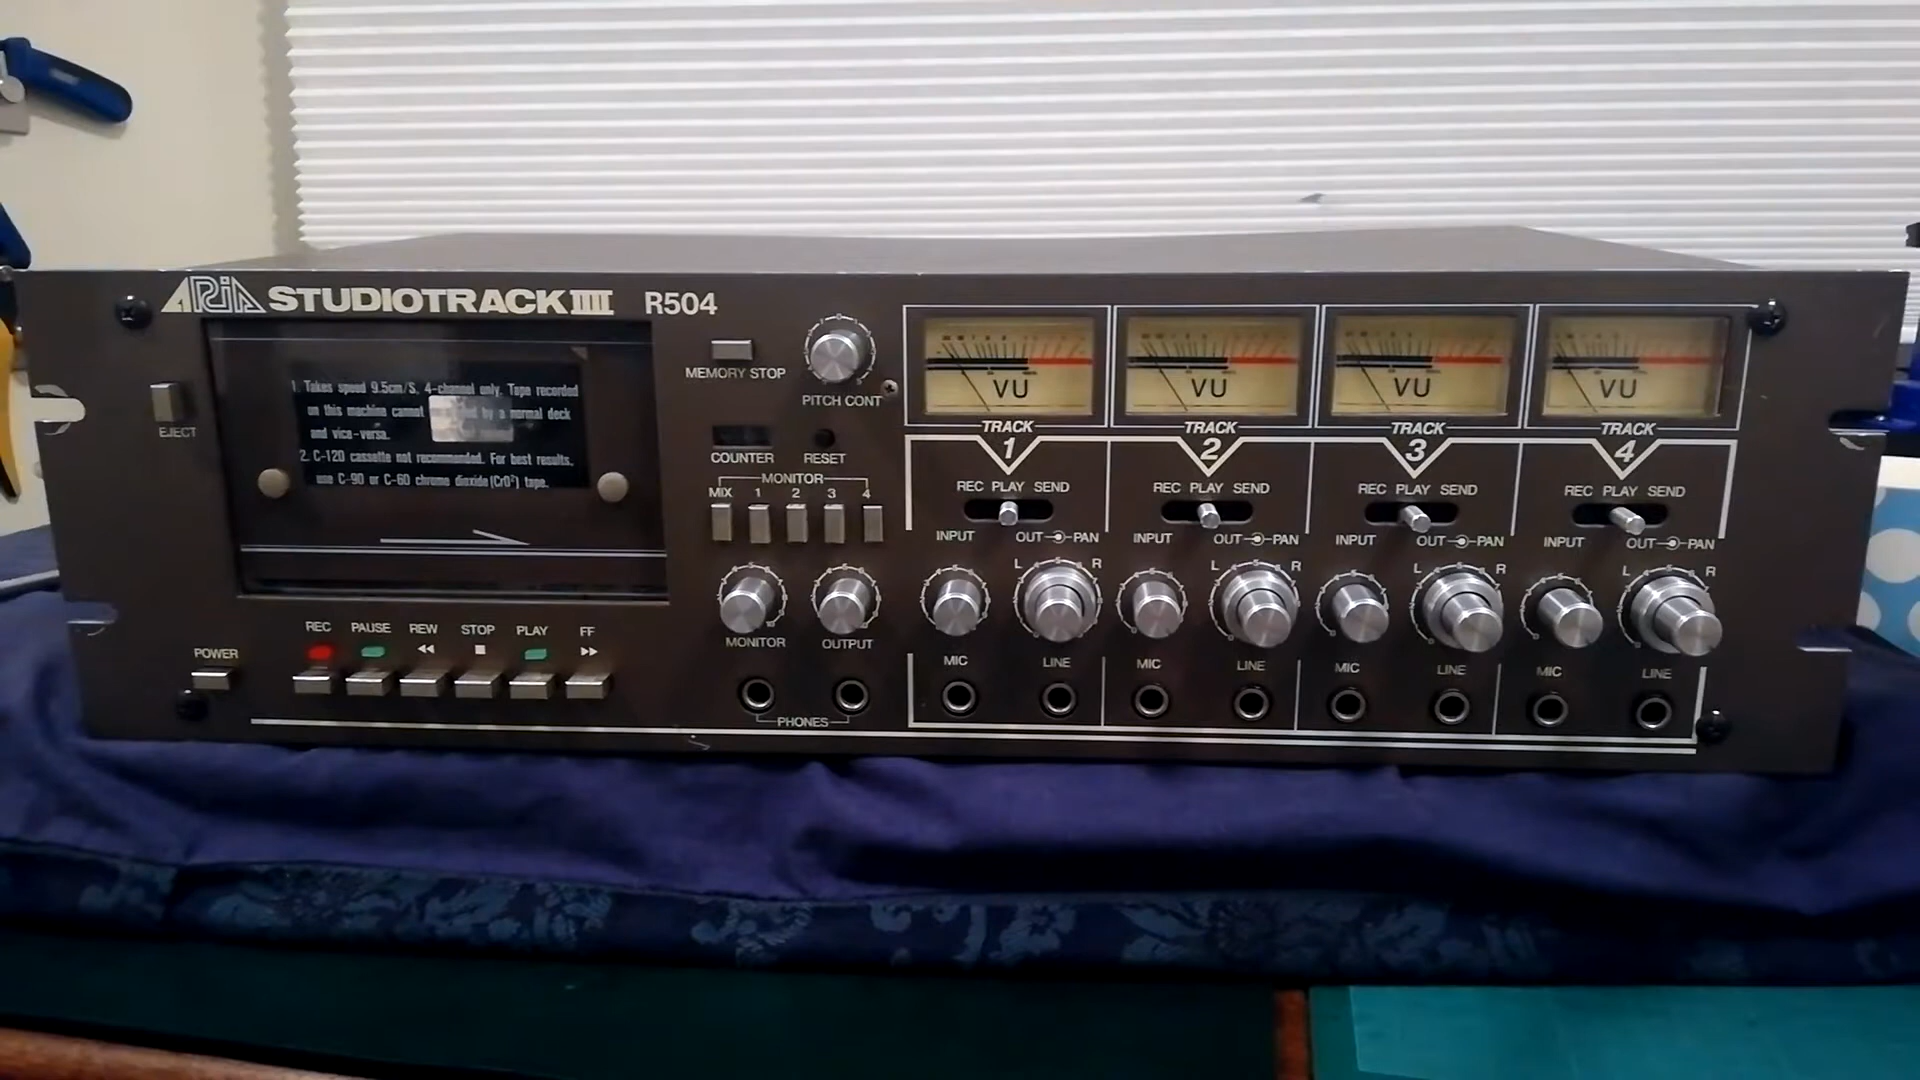 ARIA STUDIOTRACK IIII R504
EJECT
1. Takes speed 9.5cm/S, 4-channel only. Tape recorded
on this machine cannot by a normal deck
and vice-versa.
2. C-120 cassette not recommended. For best results,
use C-90 or C-60 chrome dioxide (CrO²) tape.
MEMORY STOP
PITCH CONT
COUNTER RESET
MONITOR
MIX 1 2 3 4
MONITOR OUTPUT
PHONES
POWER
REC PAUSE REW STOP PLAY FF
VU VU VU VU
TRACK TRACK TRACK TRACK
1 2 3 4
REC PLAY SEND REC PLAY SEND REC PLAY SEND REC PLAY SEND
INPUT OUT PAN INPUT OUT PAN INPUT OUT PAN INPUT OUT PAN
L R L R L R L R
MIC LINE MIC LINE MIC LINE MIC LINE